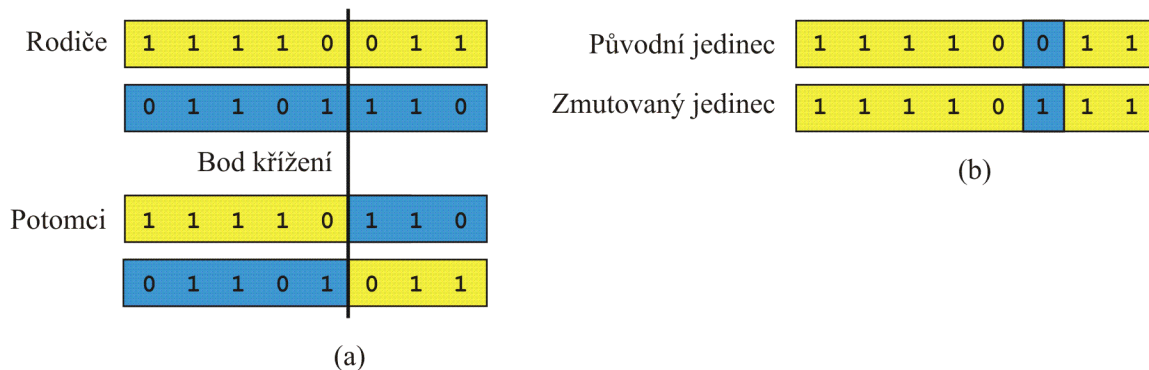 Rodiče 1 1 1 1 0 0 1 1
0 1 1 0 1 1 1 0
Bod křížení
Potomci 1 1 1 1 0 1 1 0
0 1 1 0 1 0 1 1
(a)
Původní jedinec 1 1 1 1 0 0 1 1
Zmutovaný jedinec 1 1 1 1 0 1 1 1
(b)